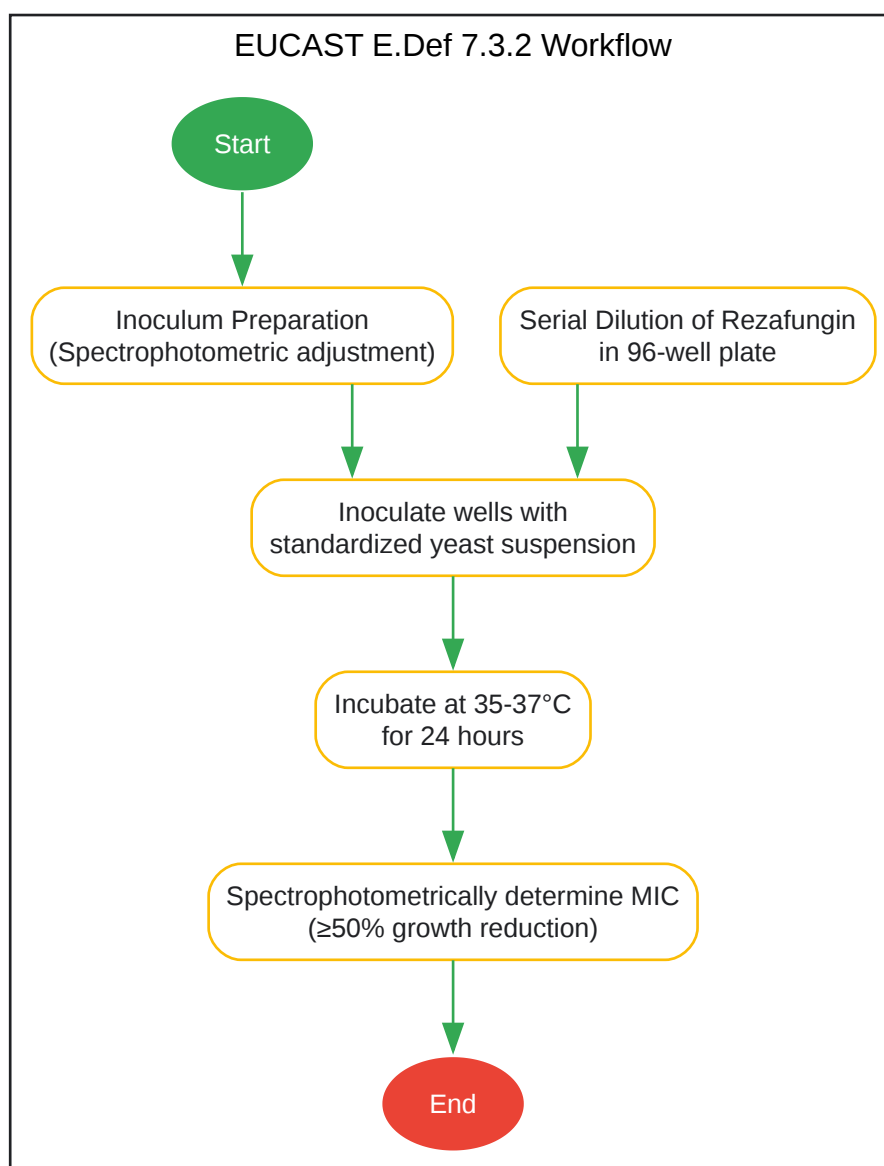 EUCAST E.Def 7.3.2 Workflow
Start
Inoculum Preparation
(Spectrophotometric adjustment)
Serial Dilution of Rezafungin
in 96-well plate
Inoculate wells with
standardized yeast suspension
Incubate at 35-37°C
for 24 hours
Spectrophotometrically determine MIC
(≥50% growth reduction)
End